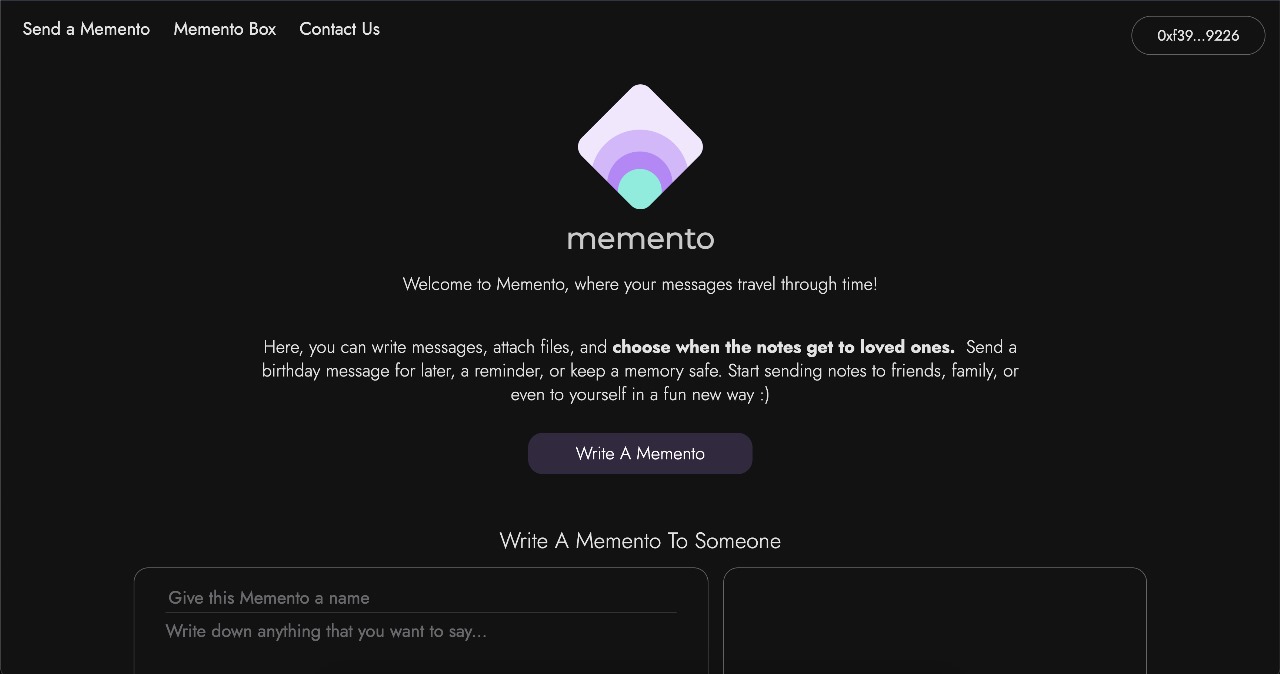 Send a Memento
Memento Box
Contact Us
0xf39...9226
memento
Welcome to Memento, where your messages travel through time!
Here, you can write messages, attach files, and choose when the notes get to loved ones. Send a
birthday message for later, a reminder, or keep a memory safe. Start sending notes to friends, family, or
even to yourself in a fun new way :)
Write A Memento
Write A Memento To Someone
Give this Memento a name
Write down anything that you want to say...